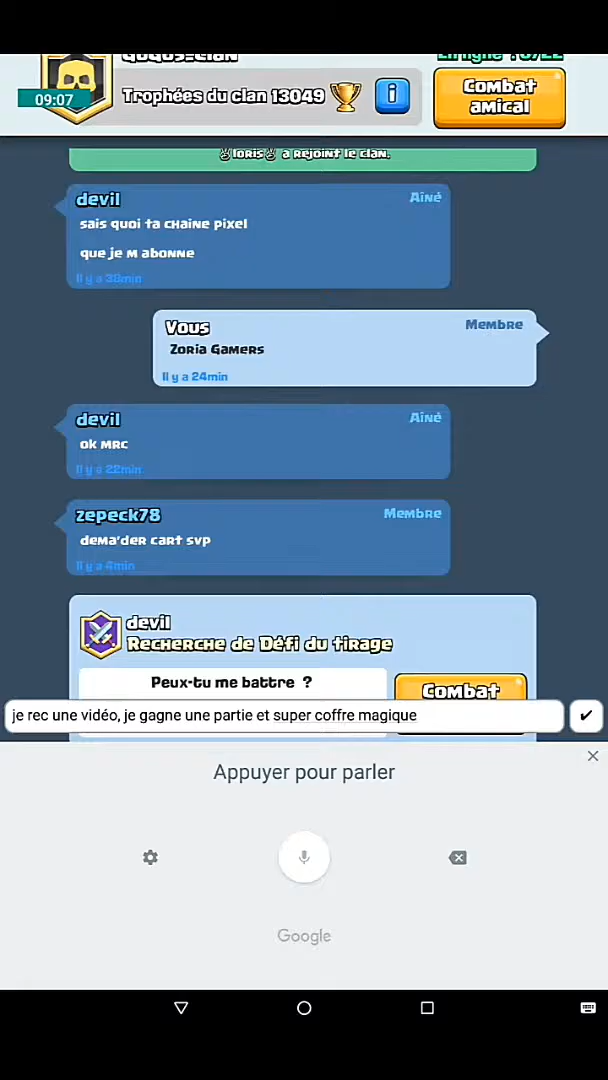 09:07
Trophées du clan 13049
Combat
amical
loris a rejoint le clan.
devil
Aîné
sais quoi ta chaine pixel
que je m abonne
Il y a 38min
Vous
Membre
Zoria Gamers
Il y a 24min
devil
Aîné
ok mrc
Il y a 22min
zepeck78
Membre
dema'der cart svp
Il y a 4min
devil
Recherche de Défi du tirage
Peux-tu me battre ?
Combat
je rec une vidéo, je gagne une partie et super coffre magique
Appuyer pour parler
Google